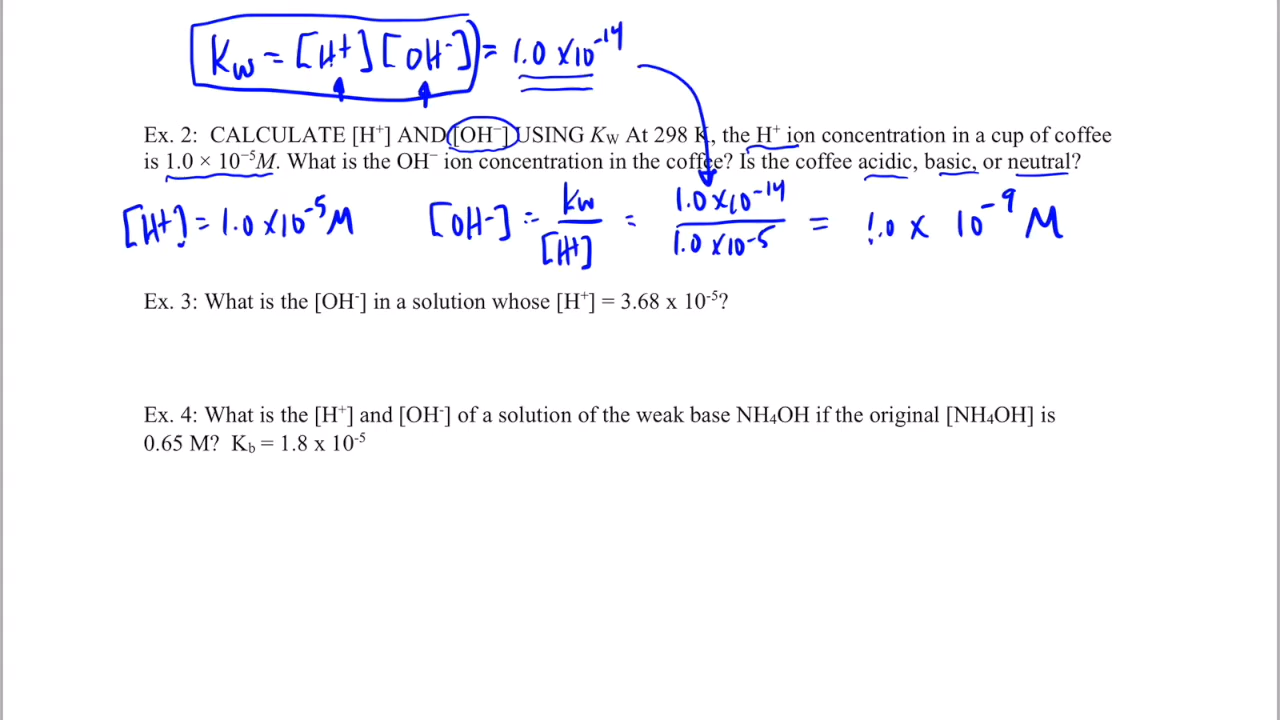 Kw = [H+][OH-] = 1.0 x10^-14
Ex. 2: CALCULATE [H⁺] AND [OH⁻] USING Kw At 298 K, the H⁺ ion concentration in a cup of coffee
is 1.0 × 10⁻⁵M. What is the OH⁻ ion concentration in the coffee? Is the coffee acidic, basic, or neutral?
[H+] = 1.0 x10^-5 M [OH-] = Kw/[H+] = 1.0 x10^-14/1.0 x10^-5 = 1.0 x 10^-9 M
Ex. 3: What is the [OH⁻] in a solution whose [H⁺] = 3.68 x 10⁻⁵?
Ex. 4: What is the [H⁺] and [OH⁻] of a solution of the weak base NH₄OH if the original [NH₄OH] is
0.65 M? K_b = 1.8 x 10⁻⁵